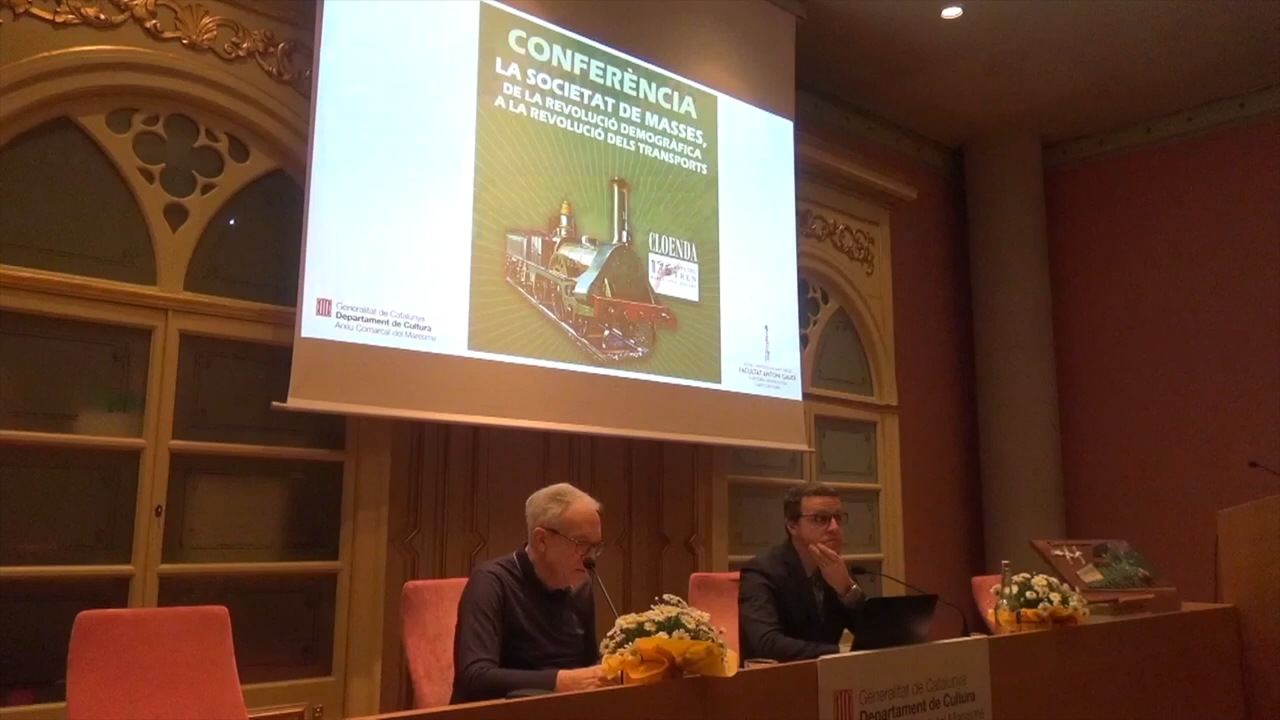 CONFERÈNCIA
LA SOCIETAT DE MASSES,
DE LA REVOLUCIÓ DEMOGRÀFICA
A LA REVOLUCIÓ DELS TRANSPORTS
CLOENDA
Generalitat de Catalunya
Departament de Cultura
Arxiu Comarcal del Maresme
FACULTAT ANTONI GAUDÍ
Generalitat de Catalunya
Departament de Cultura